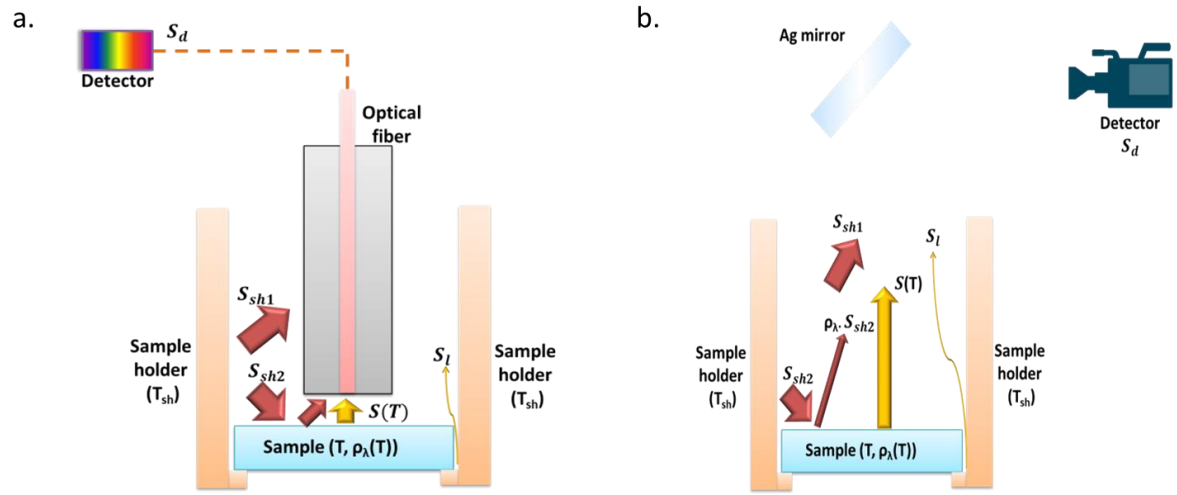 a.
S_d
Detector
Optical
fiber
S_sh1
S_sh2
Sample
holder
(T_sh)
S_l
Sample
holder
(T_sh)
S(T)
Sample (T, ρ_λ(T))
b.
Ag mirror
Detector
S_d
S_sh1
S_l
S(T)
ρ_λ. S_sh2
Sample
holder
(T_sh)
S_sh2
Sample
holder
(T_sh)
Sample (T, ρ_λ(T))